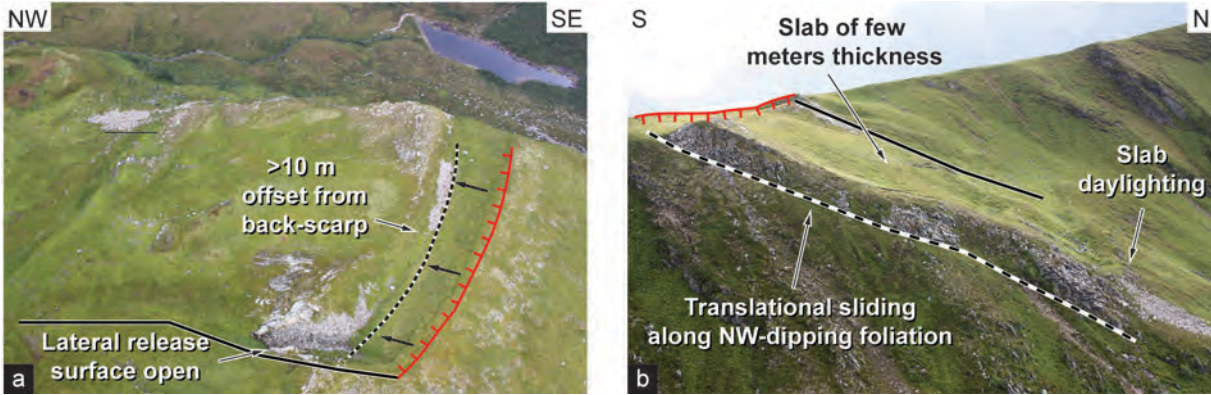 NW
SE
>10 m
offset from
back-scarp
Lateral release
surface open
a
S
N
Slab of few
meters thickness
Slab
daylighting
Translational sliding
along NW-dipping foliation
b